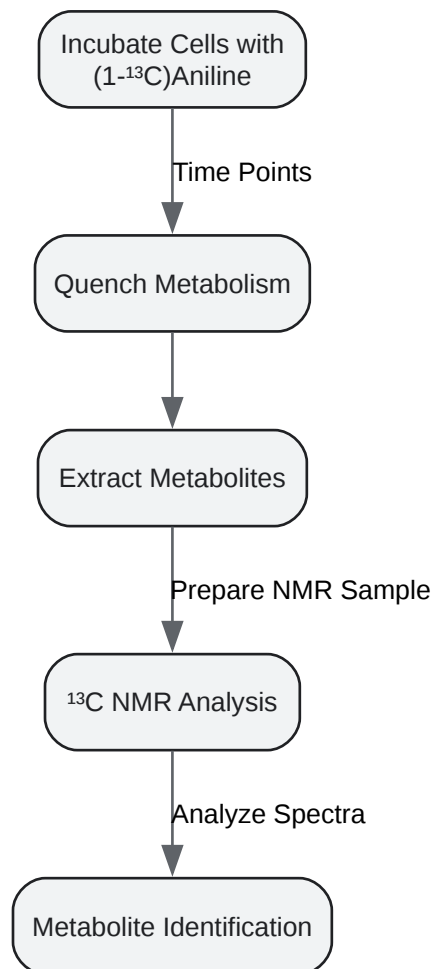 Incubate Cells with
(1-¹³C)Aniline
Time Points
Quench Metabolism
Extract Metabolites
Prepare NMR Sample
¹³C NMR Analysis
Analyze Spectra
Metabolite Identification